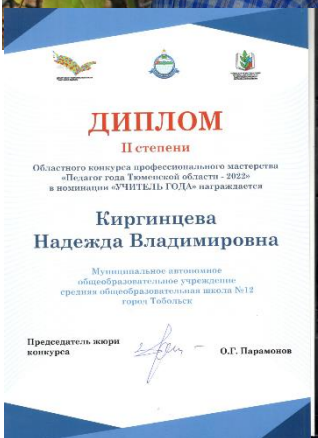 ДИПЛОМ
II степени
Областного конкурса профессионального мастерства
«Педагог года Тюменской области - 2022»
в номинации «УЧИТЕЛЬ ГОДА» награждается
Киргинцева
Надежда Владимировна
Муниципальное автономное
общеобразовательное учреждение
средняя общеобразовательная школа №12
город Тобольск
Председатель жюри
конкурса
О.Г. Парамонов